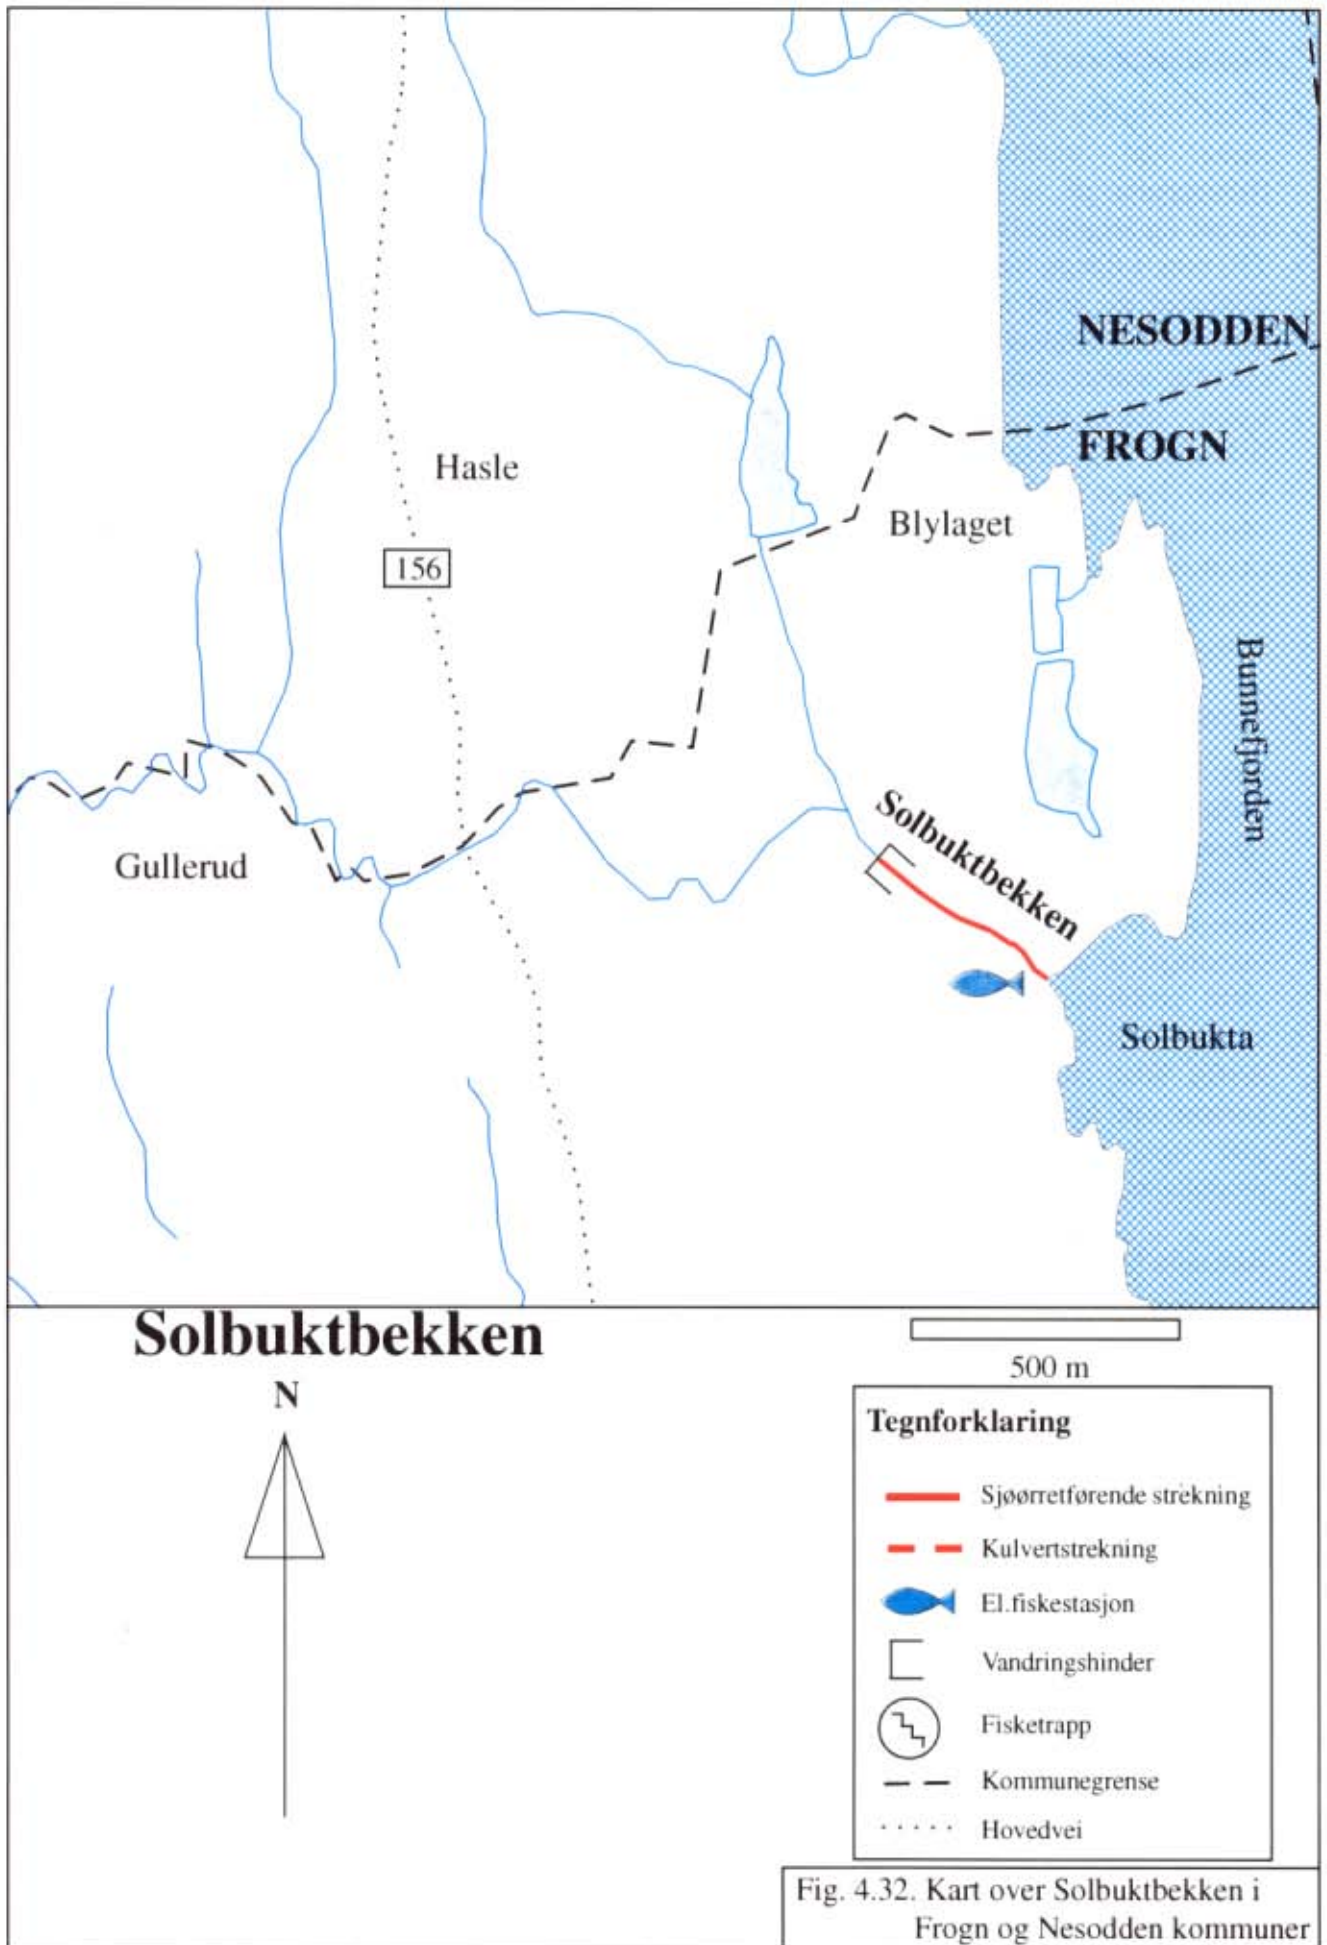 NESODDEN
FROGN
Hasle
Blylaget
156
Bunnefjorden
Solbuktbekken
Gullerud
Solbukta
Solbuktbekken
N
500 m
Tegnforklaring
Sjøørretførende strekning
Kulvertstrekning
El.fiskestasjon
Vandringshinder
Fisketrapp
Kommunegrense
Hovedvei
Fig. 4.32. Kart over Solbuktbekken i
Frogn og Nesodden kommuner